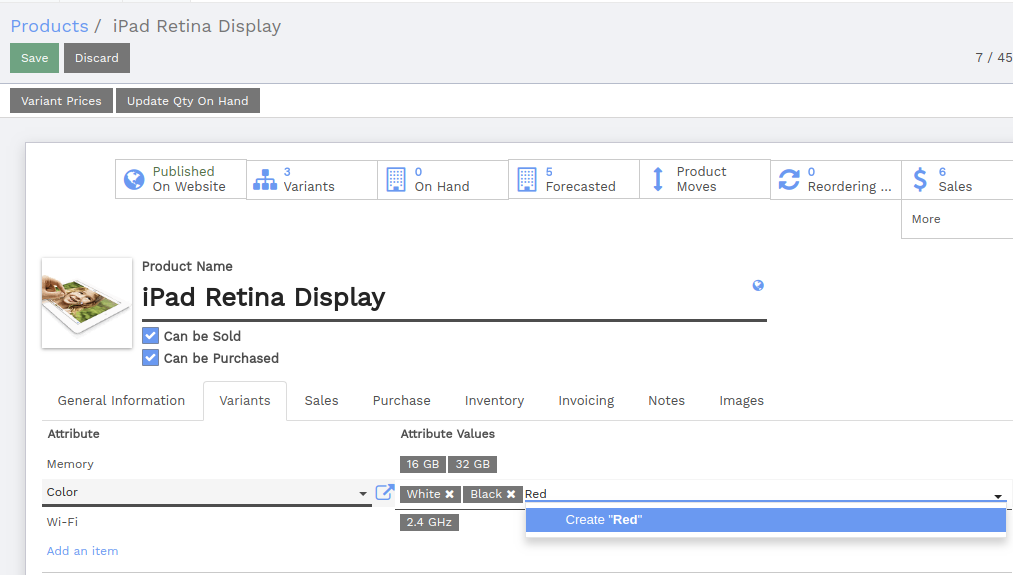 Products / iPad Retina Display
Save Discard
7 / 45
Variant Prices Update Qty On Hand
Published On Website
3 Variants
0 On Hand
5 Forecasted
Product Moves
0 Reordering ...
6 Sales
More
Product Name
iPad Retina Display
Can be Sold
Can be Purchased
General Information Variants Sales Purchase Inventory Invoicing Notes Images
Attribute Attribute Values
Memory 16 GB 32 GB
Color White ✖ Black ✖ Red
Create "Red"
Wi-Fi 2.4 GHz
Add an item